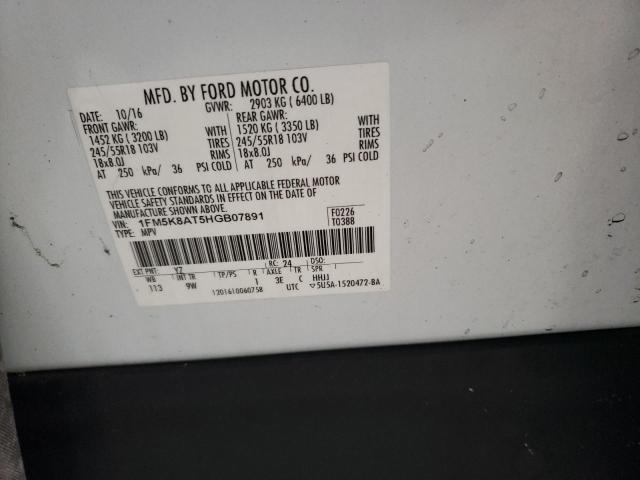 MFD. BY FORD MOTOR CO.
DATE: 10/16 GVWR: 2903 KG ( 6400 LB)
FRONT GAWR: REAR GAWR:
1452 KG ( 3200 LB) WITH 1520 KG ( 3350 LB) WITH
245/55R18 103V TIRES 245/55R18 103V TIRES
18x8.0J RIMS 18x8.0J RIMS
AT 250 kPa/ 36 PSI COLD AT 250 kPa/ 36 PSI COLD
THIS VEHICLE CONFORMS TO ALL APPLICABLE FEDERAL MOTOR
VEHICLE SAFETY STANDARDS IN EFFECT ON THE DATE OF
MANUFACTURE SHOWN ABOVE.
VIN: 1FM5K8AT5HGB07891 F0226
TYPE: MPV T0388
EXT PNT: YZ RC: 24 DSO:
WB BRK INT TR TP/PS R AXLE TR SPR
113 9W 1 3E C HHJJ
1201610060758 UTC ▽5U5A-1520472-BA